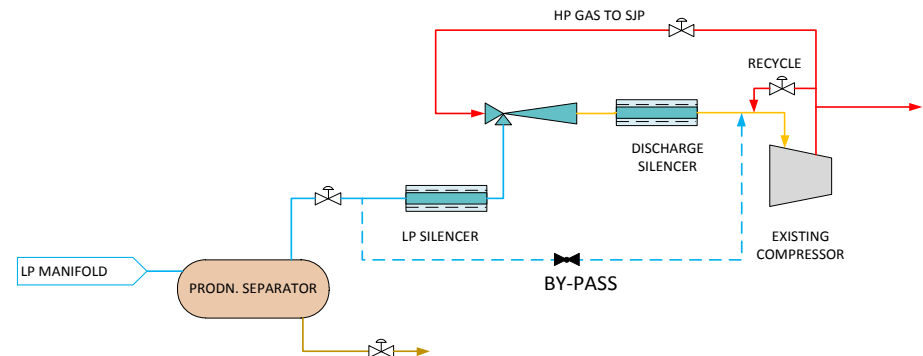 HP GAS TO SJP
RECYCLE
DISCHARGE
SILENCER
LP SILENCER
EXISTING
COMPRESSOR
LP MANIFOLD
PRODN. SEPARATOR
BY-PASS